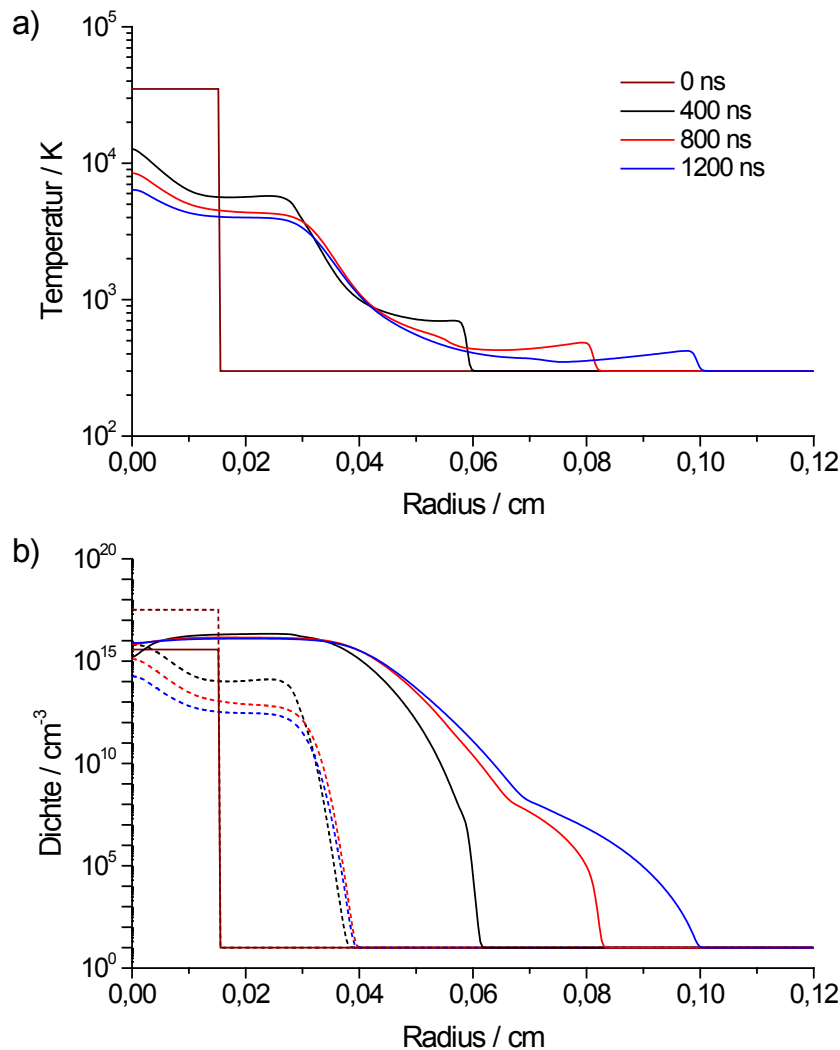 a)
10^5
10^4
10^3
10^2
Temperatur / K
0 ns
400 ns
800 ns
1200 ns
0,00 0,02 0,04 0,06 0,08 0,10 0,12
Radius / cm
b)
10^20
10^15
10^10
10^5
10^0
Dichte / cm^-3
0,00 0,02 0,04 0,06 0,08 0,10 0,12
Radius / cm